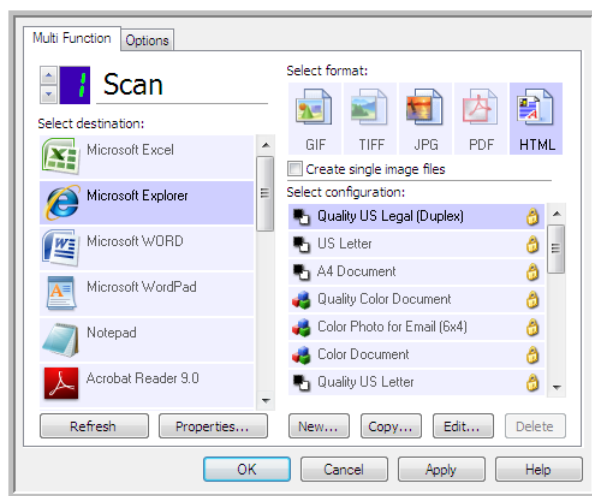 Multi Function
Options
1 Scan
Select destination:
Microsoft Excel
Microsoft Explorer
Microsoft WORD
Microsoft WordPad
Notepad
Acrobat Reader 9.0
Refresh
Properties...
Select format:
GIF TIFF JPG PDF HTML
Create single image files
Select configuration:
Quality US Legal (Duplex)
US Letter
A4 Document
Quality Color Document
Color Photo for Email (6x4)
Color Document
Quality US Letter
New... Copy... Edit... Delete
OK Cancel Apply Help